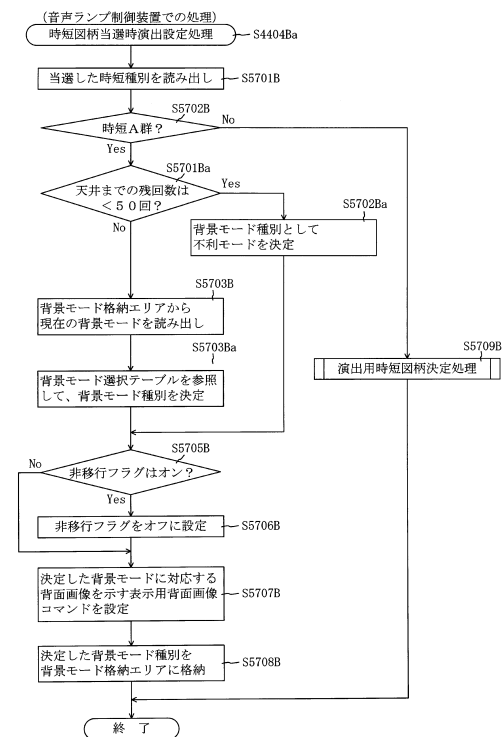 (音声ランプ制御装置での処理)
時短図柄当選時演出設定処理
S4404Ba
当選した時短種別を読み出し
S5701B
S5702B
時短A群?
No
Yes
S5701Ba
天井までの残回数は
<50回?
Yes
No
S5702Ba
背景モード種別として
不利モードを決定
S5703B
背景モード格納エリアから
現在の背景モードを読み出し
S5703Ba
背景モード選択テーブルを参照
して、背景モード種別を決定
S5709B
演出用時短図柄決定処理
S5705B
非移行フラグはオン?
No
Yes
非移行フラグをオフに設定
S5706B
決定した背景モードに対応する
背面画像を示す表示用背面画像
コマンドを設定
S5707B
決定した背景モード種別を
背景モード格納エリアに格納
S5708B
終 了